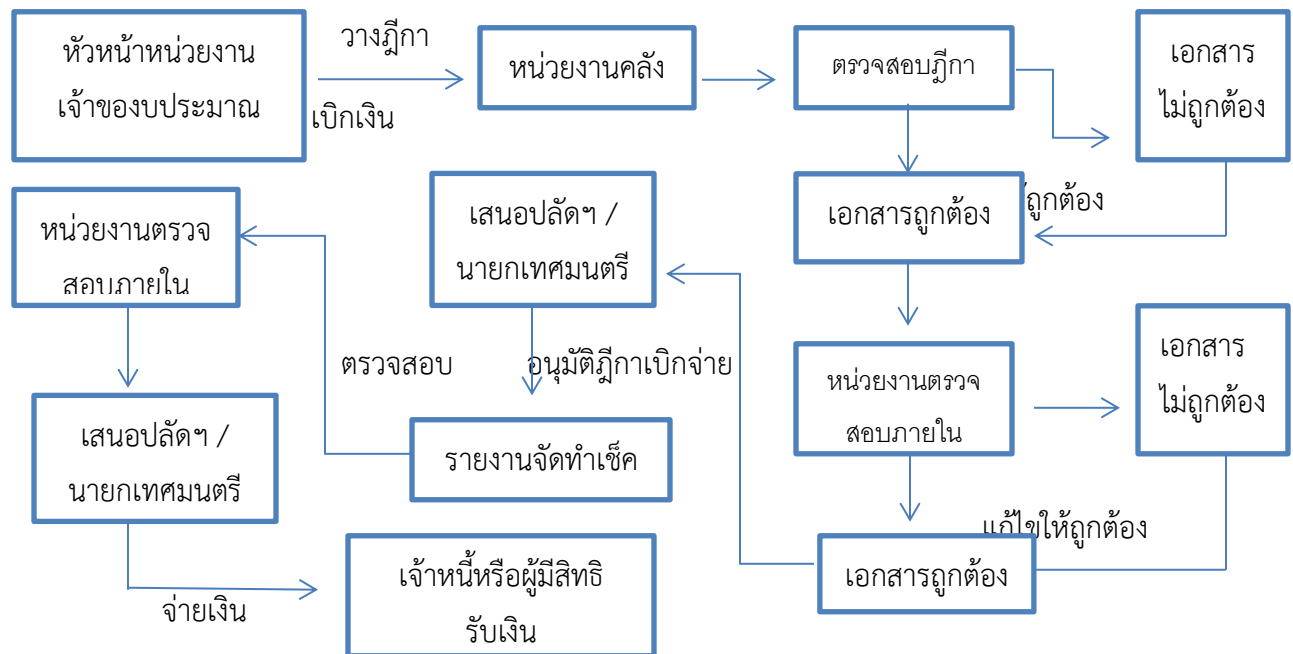 หัวหน้าหน่วยงาน
เจ้าของบประมาณ
วางฎีกา
เบิกเงิน
หน่วยงานคลัง
ตรวจสอบฎีกา
เอกสาร
ไม่ถูกต้อง
เอกสารถูกต้อง
ถูกต้อง
หน่วยงานตรวจ
สอบภายใน
เอกสาร
ไม่ถูกต้อง
แก้ไขให้ถูกต้อง
เอกสารถูกต้อง
เสนอปลัดฯ /
นายกเทศมนตรี
อนุมัติฎีกาเบิกจ่าย
รายงานจัดทำเช็ค
ตรวจสอบ
หน่วยงานตรวจ
สอบภายใน
เสนอปลัดฯ /
นายกเทศมนตรี
จ่ายเงิน
เจ้าหนี้หรือผู้มีสิทธิ
รับเงิน